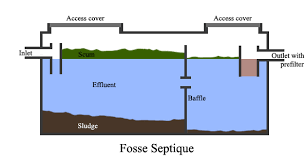 Access cover
Access cover
Inlet
Scum
Outlet with
prefilter
Effluent
Baffle
Sludge
Fosse Septique